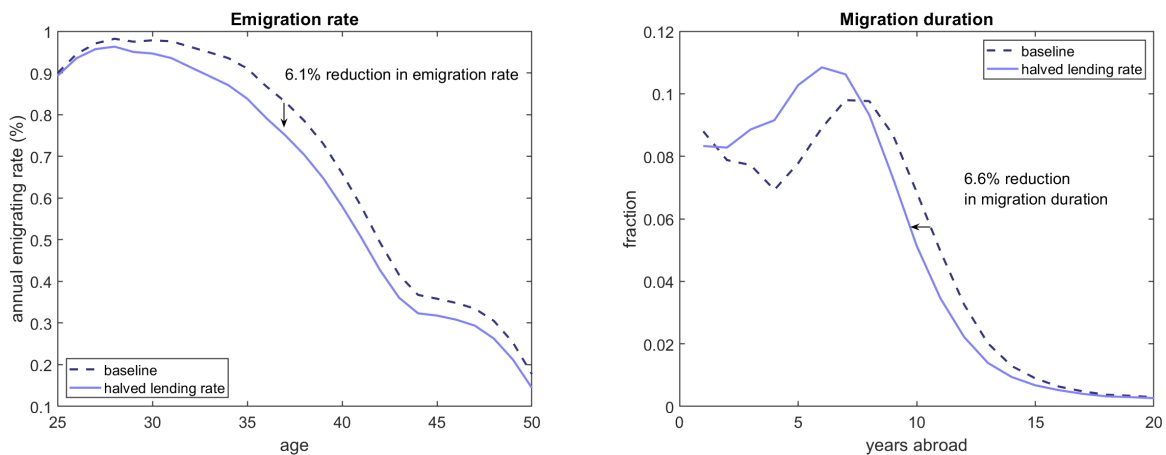 Emigration rate
1
0.9
0.8
0.7
0.6
0.5
0.4
0.3
0.2
0.1
annual emigrating rate (%)
6.1% reduction in emigration rate
baseline
halved lending rate
25
30
35
40
45
50
age
Migration duration
0.12
0.1
0.08
0.06
0.04
0.02
0
fraction
baseline
halved lending rate
6.6% reduction
in migration duration
0
5
10
15
20
years abroad